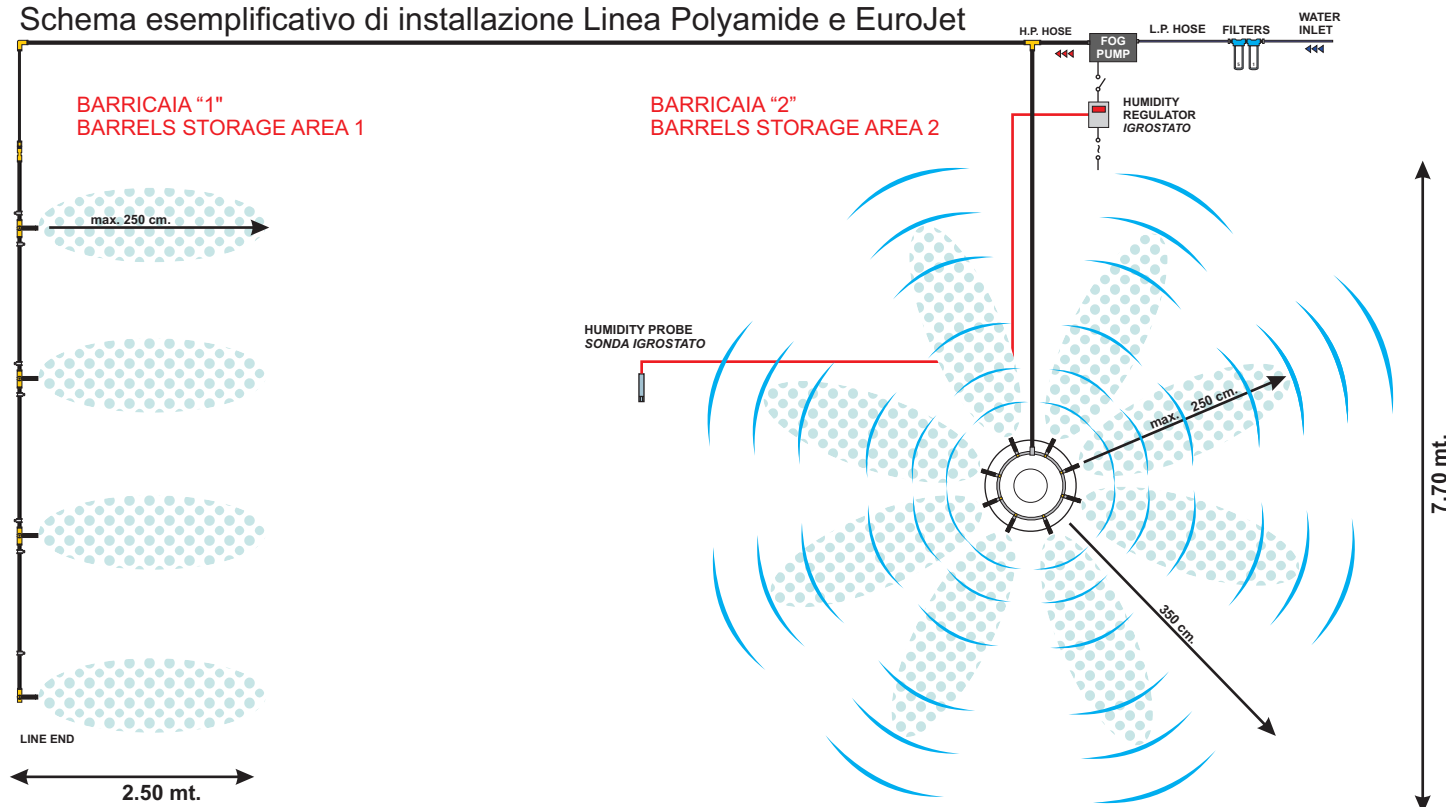 Schema esemplificativo di installazione Linea Polyamide e EuroJet
H.P. HOSE
FOG
PUMP
L.P. HOSE
FILTERS
WATER
INLET
BARRICAIA “1"
BARRELS STORAGE AREA 1
BARRICAIA “2”
BARRELS STORAGE AREA 2
HUMIDITY
REGULATOR
IGROSTATO
max. 250 cm.
HUMIDITY PROBE
SONDA IGROSTATO
max. 250 cm.
350 cm.
7.70 mt.
LINE END
2.50 mt.